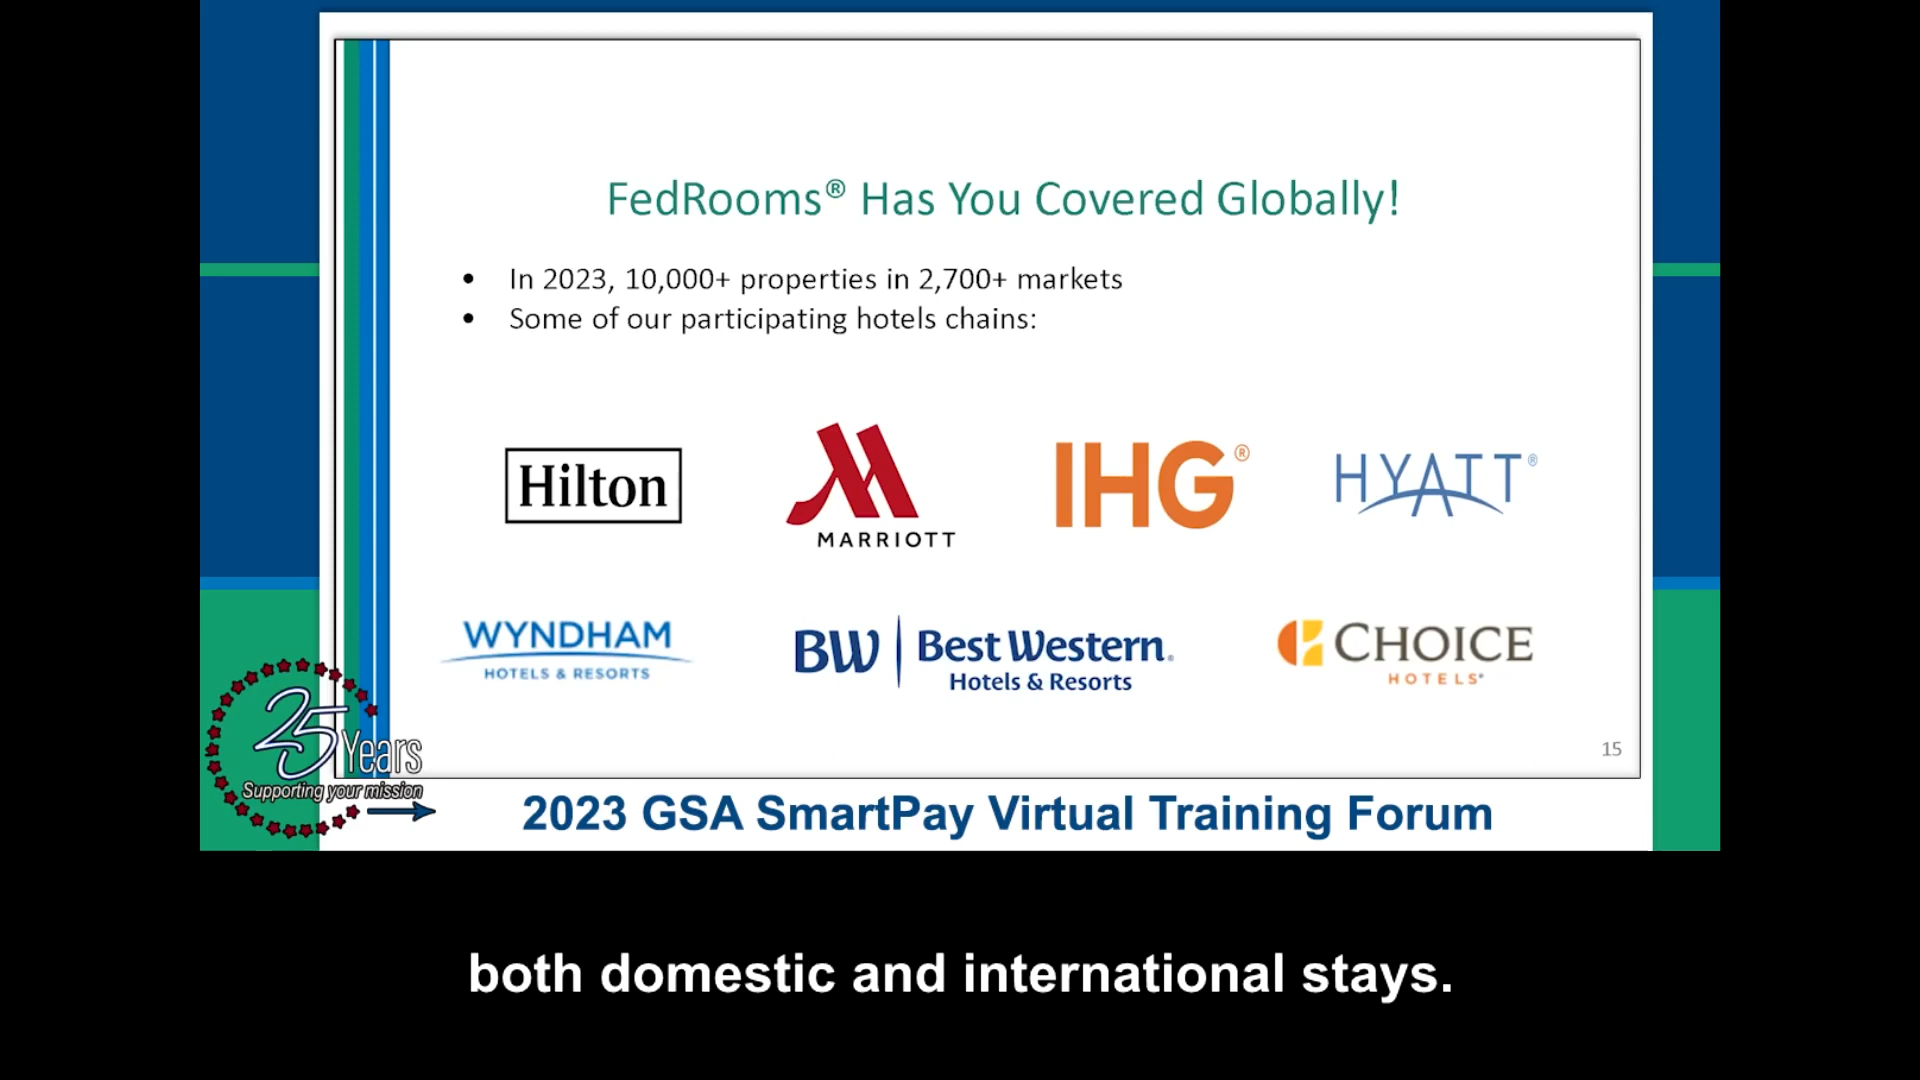 FedRooms® Has You Covered Globally!
• In 2023, 10,000+ properties in 2,700+ markets
• Some of our participating hotels chains:
Hilton
MARRIOTT
IHG®
HYATT®
WYNDHAM
HOTELS & RESORTS
BW Best Western®
Hotels & Resorts
CHOICE
HOTELS®
15
25 Years
Supporting your mission
2023 GSA SmartPay Virtual Training Forum
both domestic and international stays.